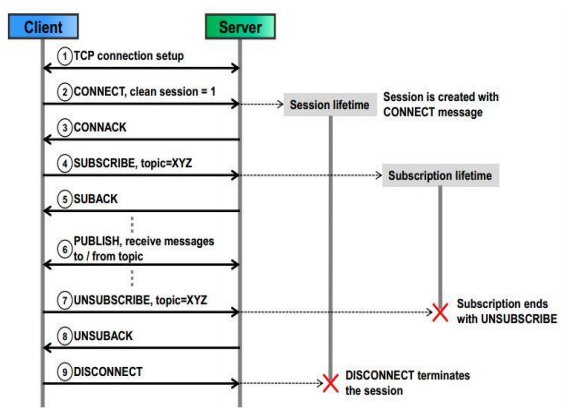 Client
Server
1 TCP connection setup
2 CONNECT, clean session = 1
Session lifetime
Session is created with
CONNECT message
3 CONNACK
4 SUBSCRIBE, topic=XYZ
Subscription lifetime
5 SUBACK
6 PUBLISH, receive messages
to / from topic
7 UNSUBSCRIBE, topic=XYZ
Subscription ends
with UNSUBSCRIBE
8 UNSUBACK
9 DISCONNECT
DISCONNECT terminates
the session